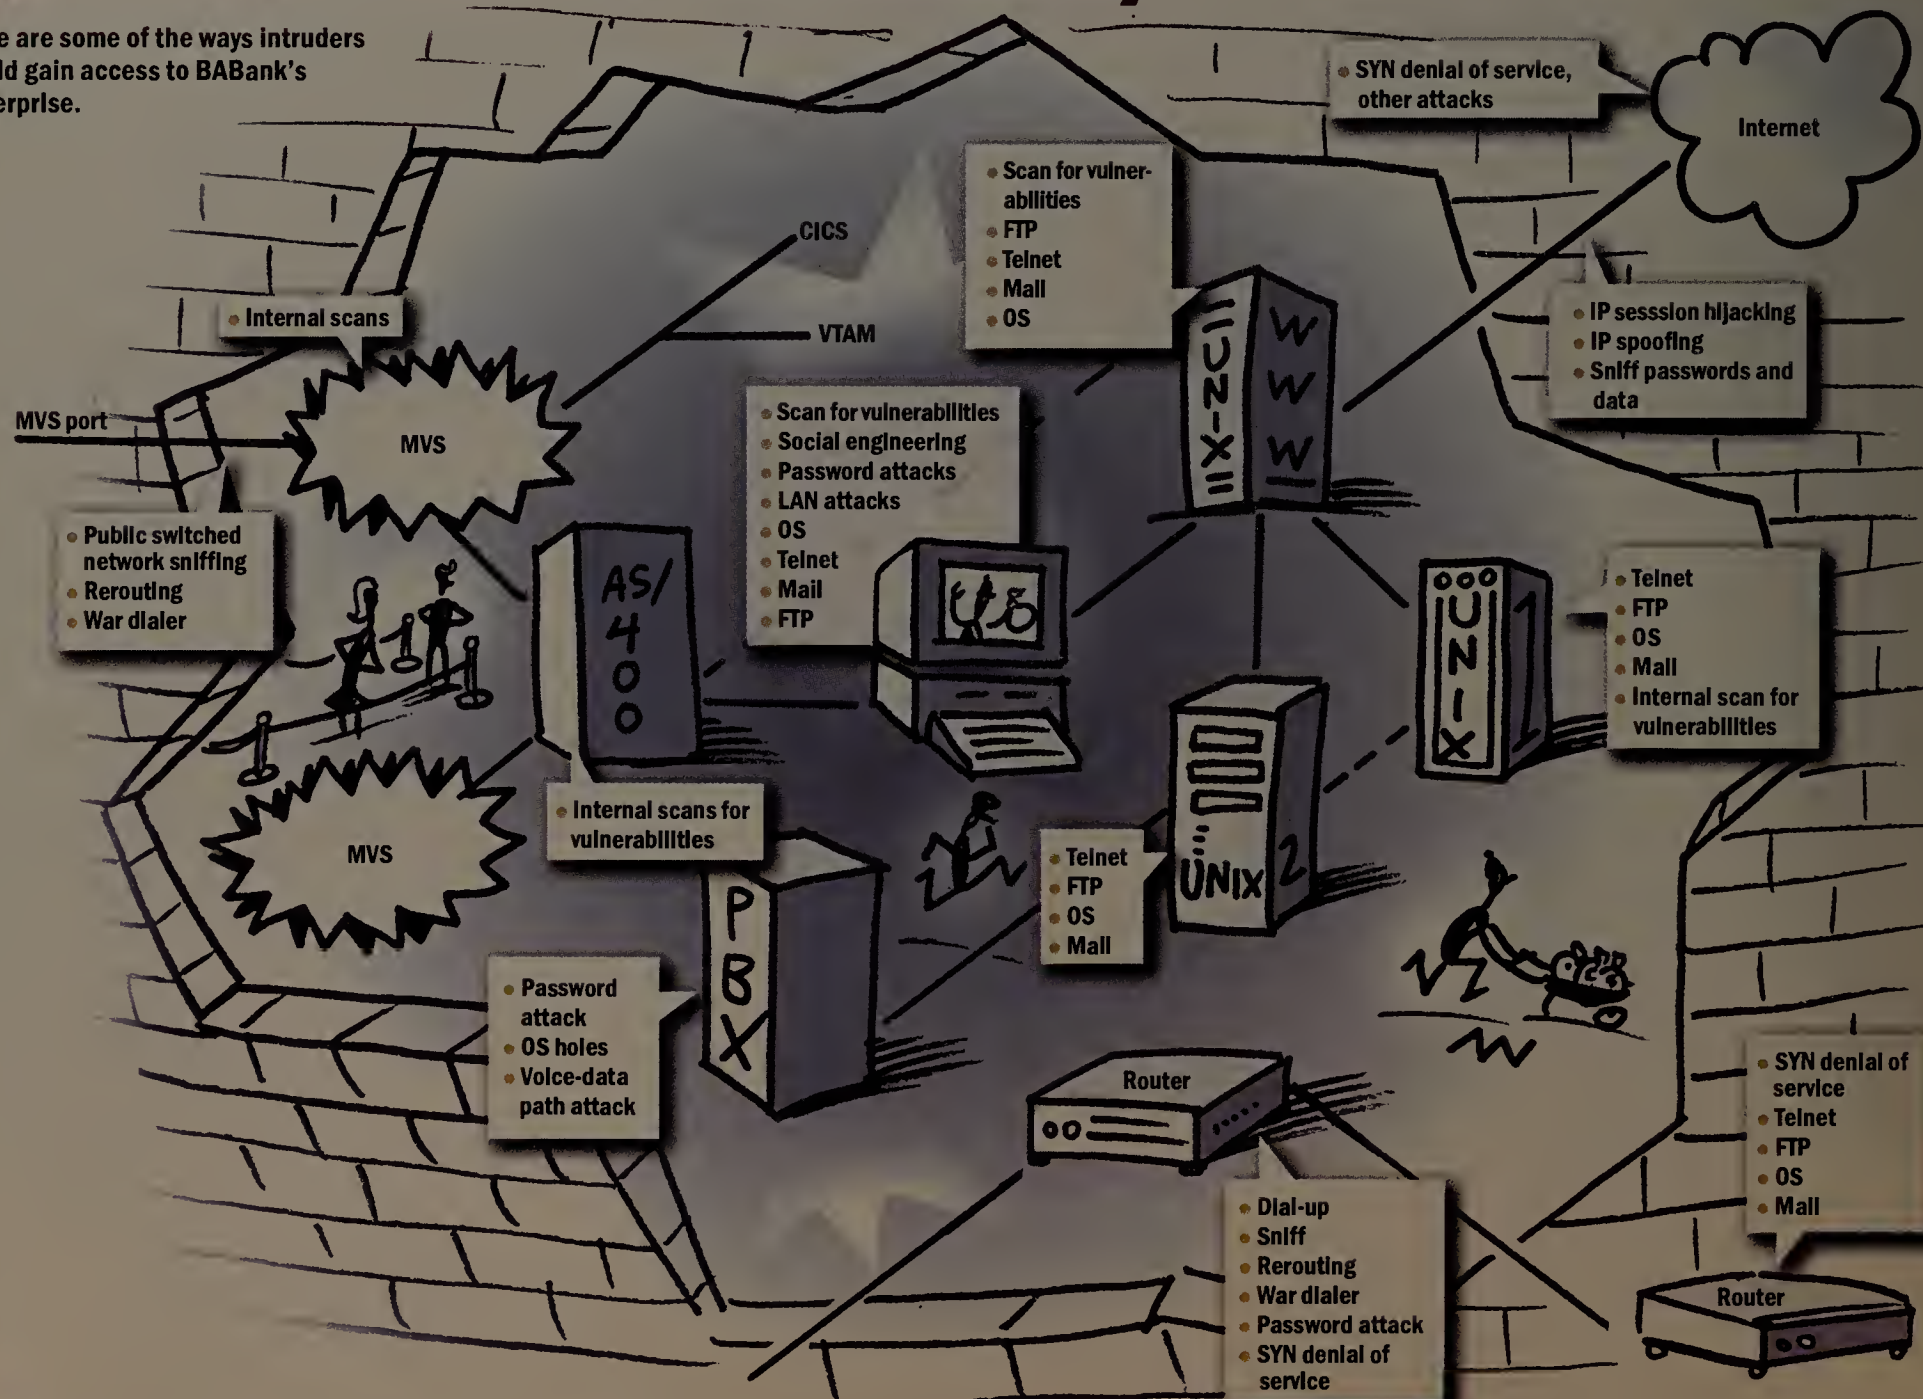 e are some of the ways intruders
ld gain access to BABank's
erprise.
SYN denial of service,
other attacks
Internet
Scan for vulner-
abilities
FTP
Telnet
Mail
OS
CICS
VTAM
Internal scans
IP sesssion hijacking
IP spoofing
Sniff passwords and
data
MVS port
MVS
UNIX
WWW
Scan for vulnerabilities
Social engineering
Password attacks
LAN attacks
OS
Telnet
Mail
FTP
Public switched
network sniffing
Rerouting
War dialer
AS/
4
0
0
UNIX
1
Telnet
FTP
OS
Mail
Internal scan for
vulnerabilities
MVS
Internal scans for
vulnerabilities
UNIX 2
Telnet
FTP
OS
Mail
PBX
Password
attack
OS holes
Voice-data
path attack
Router
SYN denial of
service
Telnet
FTP
OS
Mail
Dial-up
Sniff
Rerouting
War dialer
Password attack
SYN denial of
service
Router